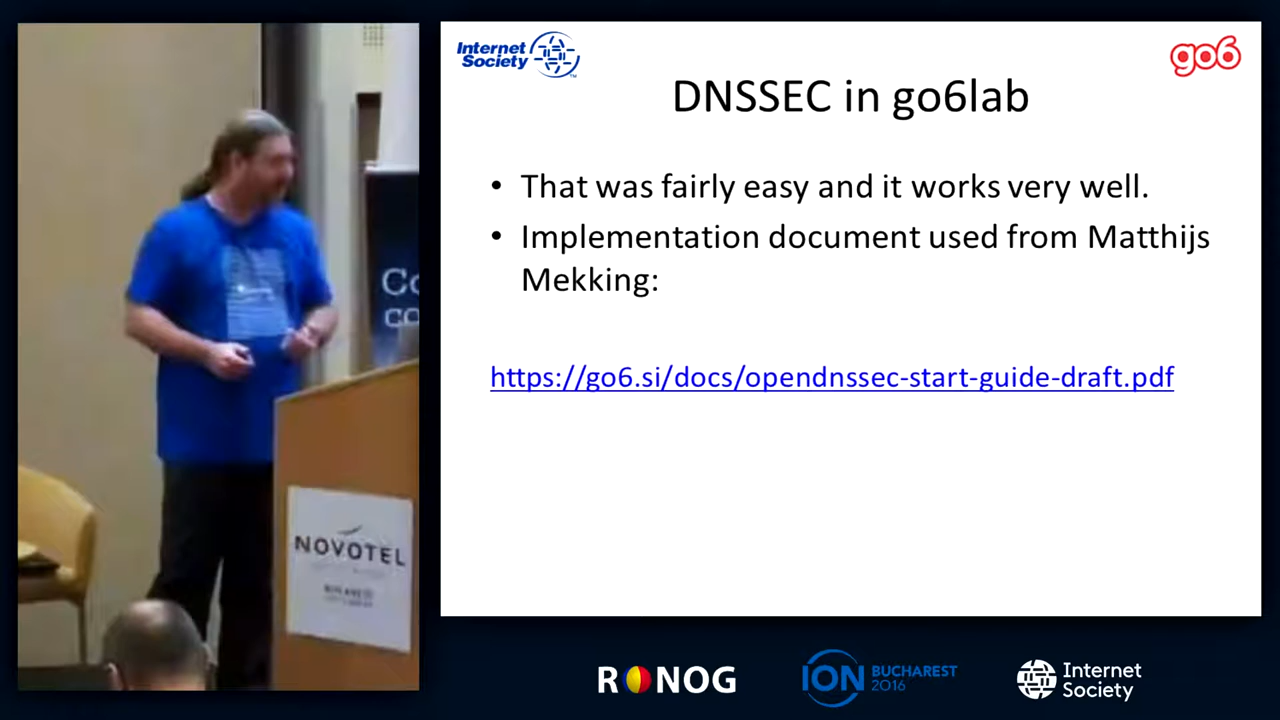 Internet
Society
TM
go6
DNSSEC in go6lab
• That was fairly easy and it works very well.
• Implementation document used from Matthijs
Mekking:
https://go6.si/docs/opendnssec-start-guide-draft.pdf
NOVOTEL
RONOG
ION BUCHAREST
2016
Internet
Society